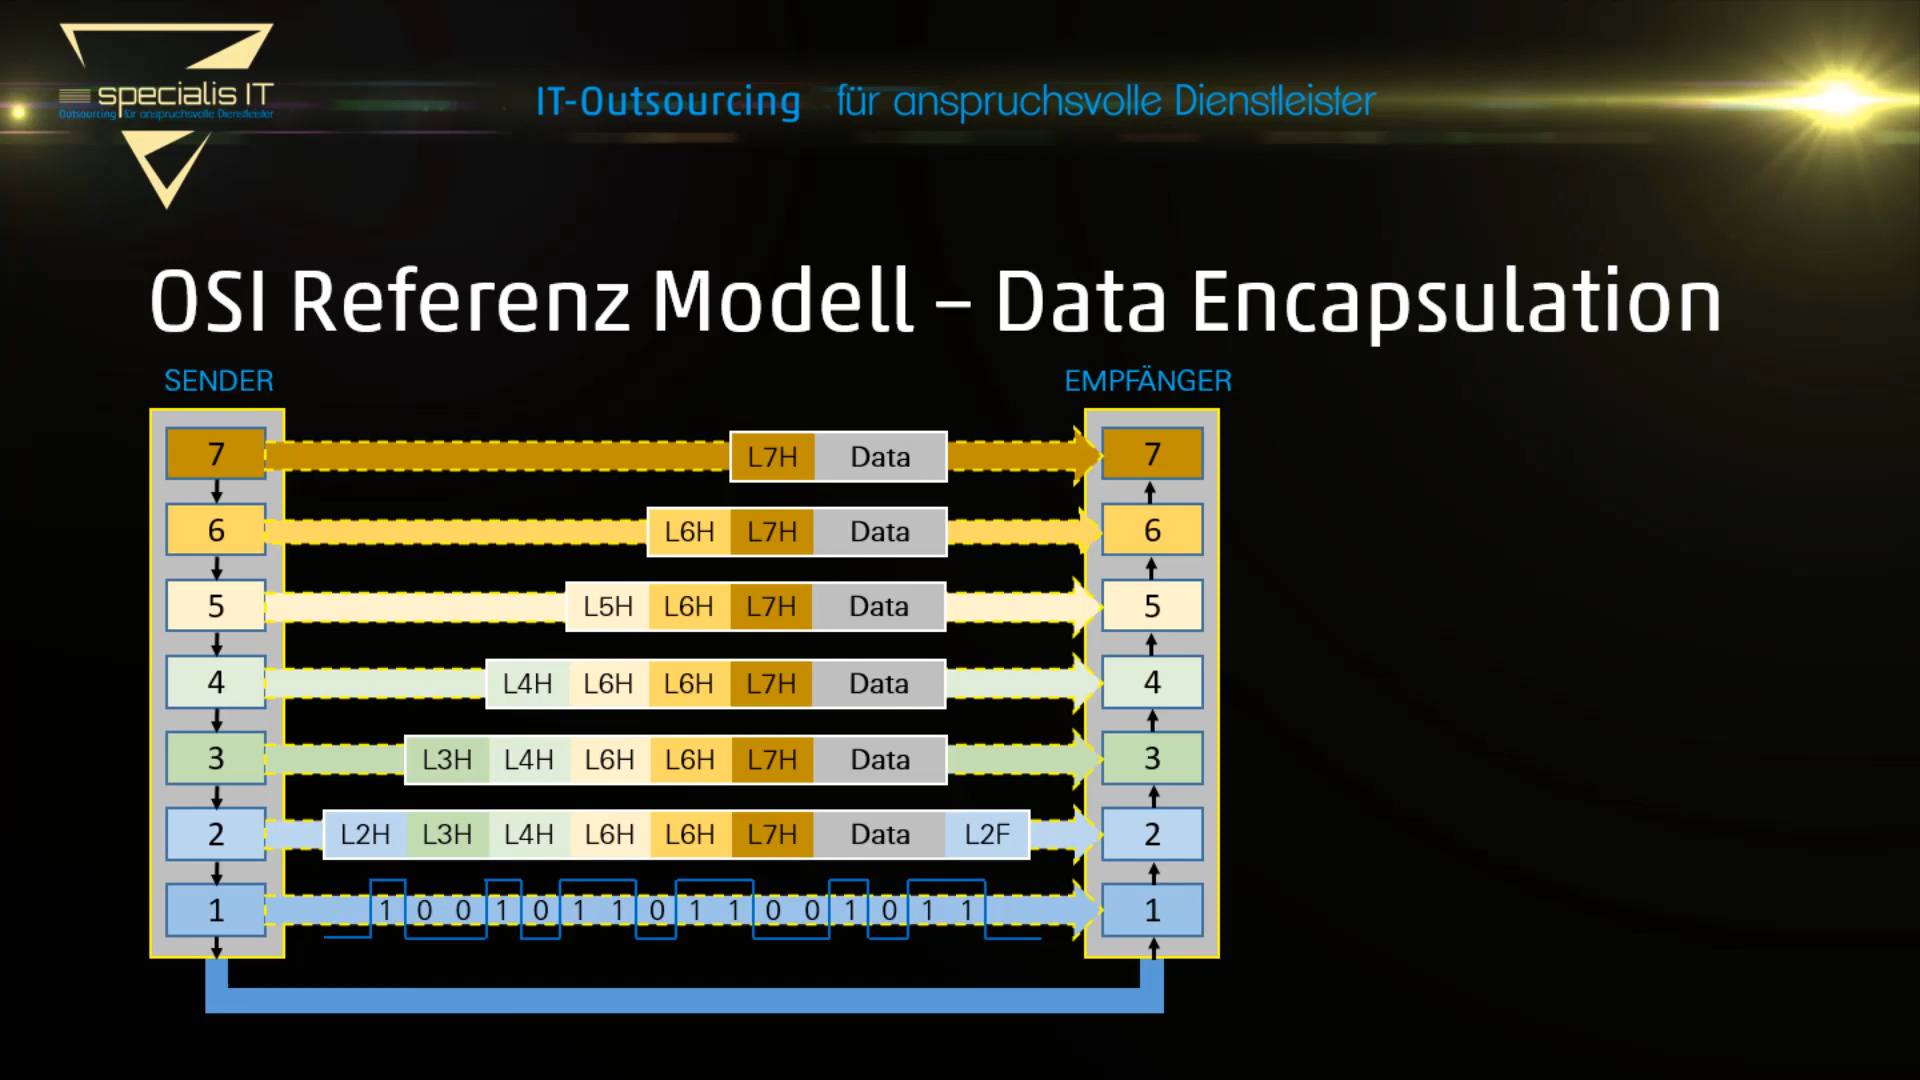 specialis IT
Outsourcing für anspruchsvolle Dienstleister
IT-Outsourcing für anspruchsvolle Dienstleister
OSI Referenz Modell – Data Encapsulation
SENDER EMPFÄNGER
7 L7H Data 7
6 L6H L7H Data 6
5 L5H L6H L7H Data 5
4 L4H L6H L6H L7H Data 4
3 L3H L4H L6H L6H L7H Data 3
2 L2H L3H L4H L6H L6H L7H Data L2F 2
1 1 0 0 1 0 1 1 0 1 1 0 0 1 0 1 1 1